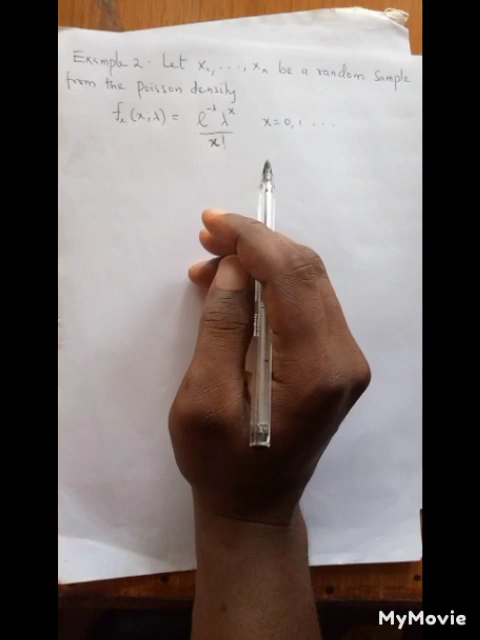 Example 2: Let x₁, ..., xₙ be a random sample
from the poisson density
fₓ(x; λ) = e^-λ λ^x / x!   x = 0, 1 ...
MyMovie